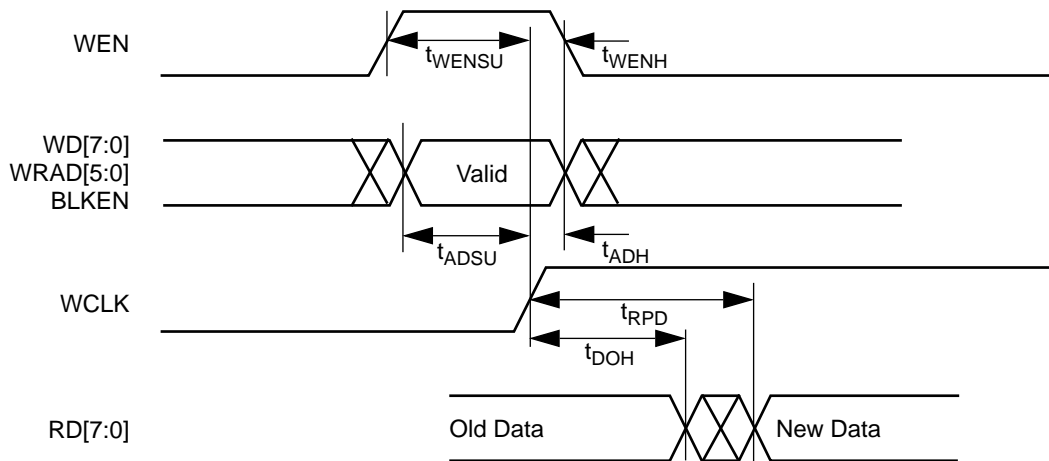 WEN
tWENSU
tWENH
WD[7:0]
WRAD[5:0]
BLKEN
Valid
tADSU
tADH
WCLK
tRPD
tDOH
RD[7:0]
Old Data
New Data